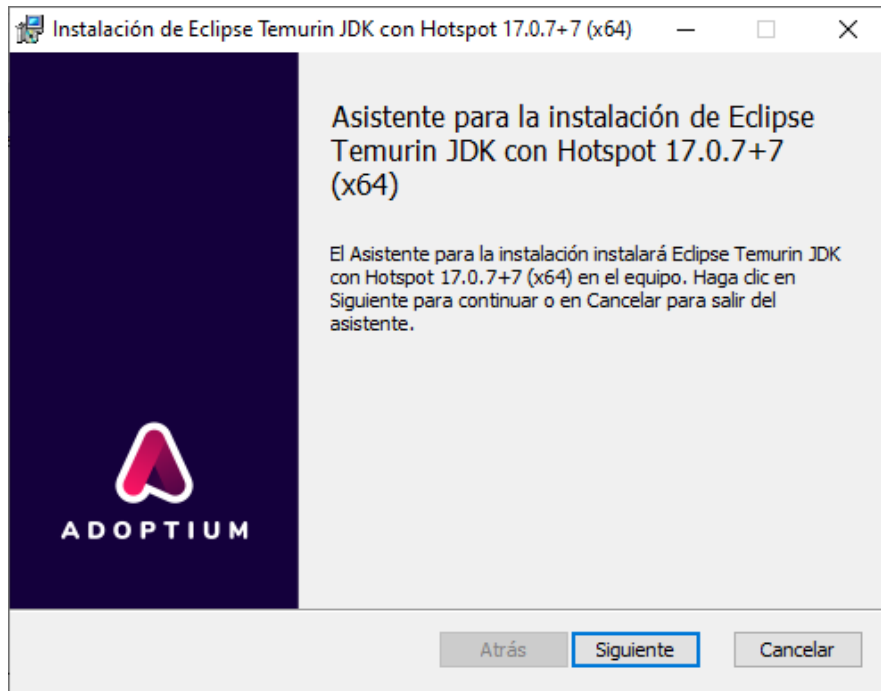 Instalación de Eclipse Temurin JDK con Hotspot 17.0.7+7 (x64)
Asistente para la instalación de Eclipse
Temurin JDK con Hotspot 17.0.7+7
(x64)
El Asistente para la instalación instalará Eclipse Temurin JDK
con Hotspot 17.0.7+7 (x64) en el equipo. Haga clic en
Siguiente para continuar o en Cancelar para salir del
asistente.
ADOPTIUM
Atrás
Siguiente
Cancelar